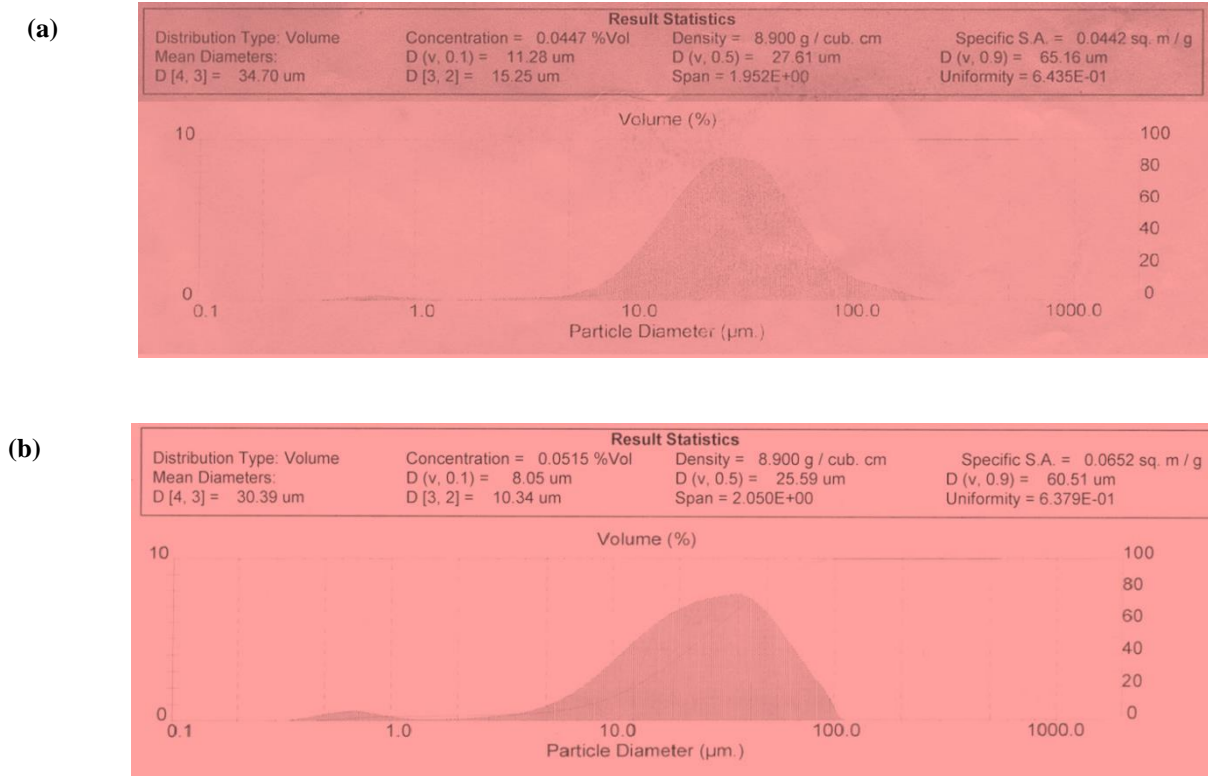 (a)
Result Statistics
Distribution Type: Volume Concentration = 0.0447 %Vol Density = 8.900 g / cub. cm Specific S.A. = 0.0442 sq. m / g
Mean Diameters: D (v, 0.1) = 11.28 um D (v, 0.5) = 27.61 um D (v, 0.9) = 65.16 um
D [4, 3] = 34.70 um D [3, 2] = 15.25 um Span = 1.952E+00 Uniformity = 6.435E-01
Volume (%)
10 100
80
60
40
20
0 0
0.1 1.0 10.0 100.0 1000.0
Particle Diameter (µm.)
(b)
Result Statistics
Distribution Type: Volume Concentration = 0.0515 %Vol Density = 8.900 g / cub. cm Specific S.A. = 0.0652 sq. m / g
Mean Diameters: D (v, 0.1) = 8.05 um D (v, 0.5) = 25.59 um D (v, 0.9) = 60.51 um
D [4, 3] = 30.39 um D [3, 2] = 10.34 um Span = 2.050E+00 Uniformity = 6.379E-01
Volume (%)
10 100
80
60
40
20
0 0
0.1 1.0 10.0 100.0 1000.0
Particle Diameter (µm.)